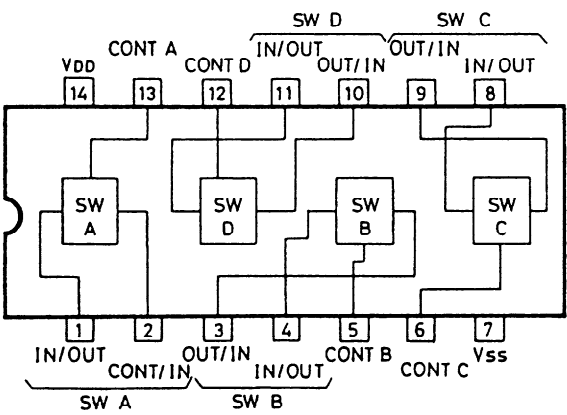 SW D SW C
CONT A IN/OUT OUT/IN
VDD CONT D OUT/IN IN/OUT
14 13 12 11 10 9 8
SW SW SW SW
A D B C
1 2 3 4 5 6 7
IN/OUT OUT/IN CONT B Vss
CONT/IN IN/OUT CONT C
SW A SW B